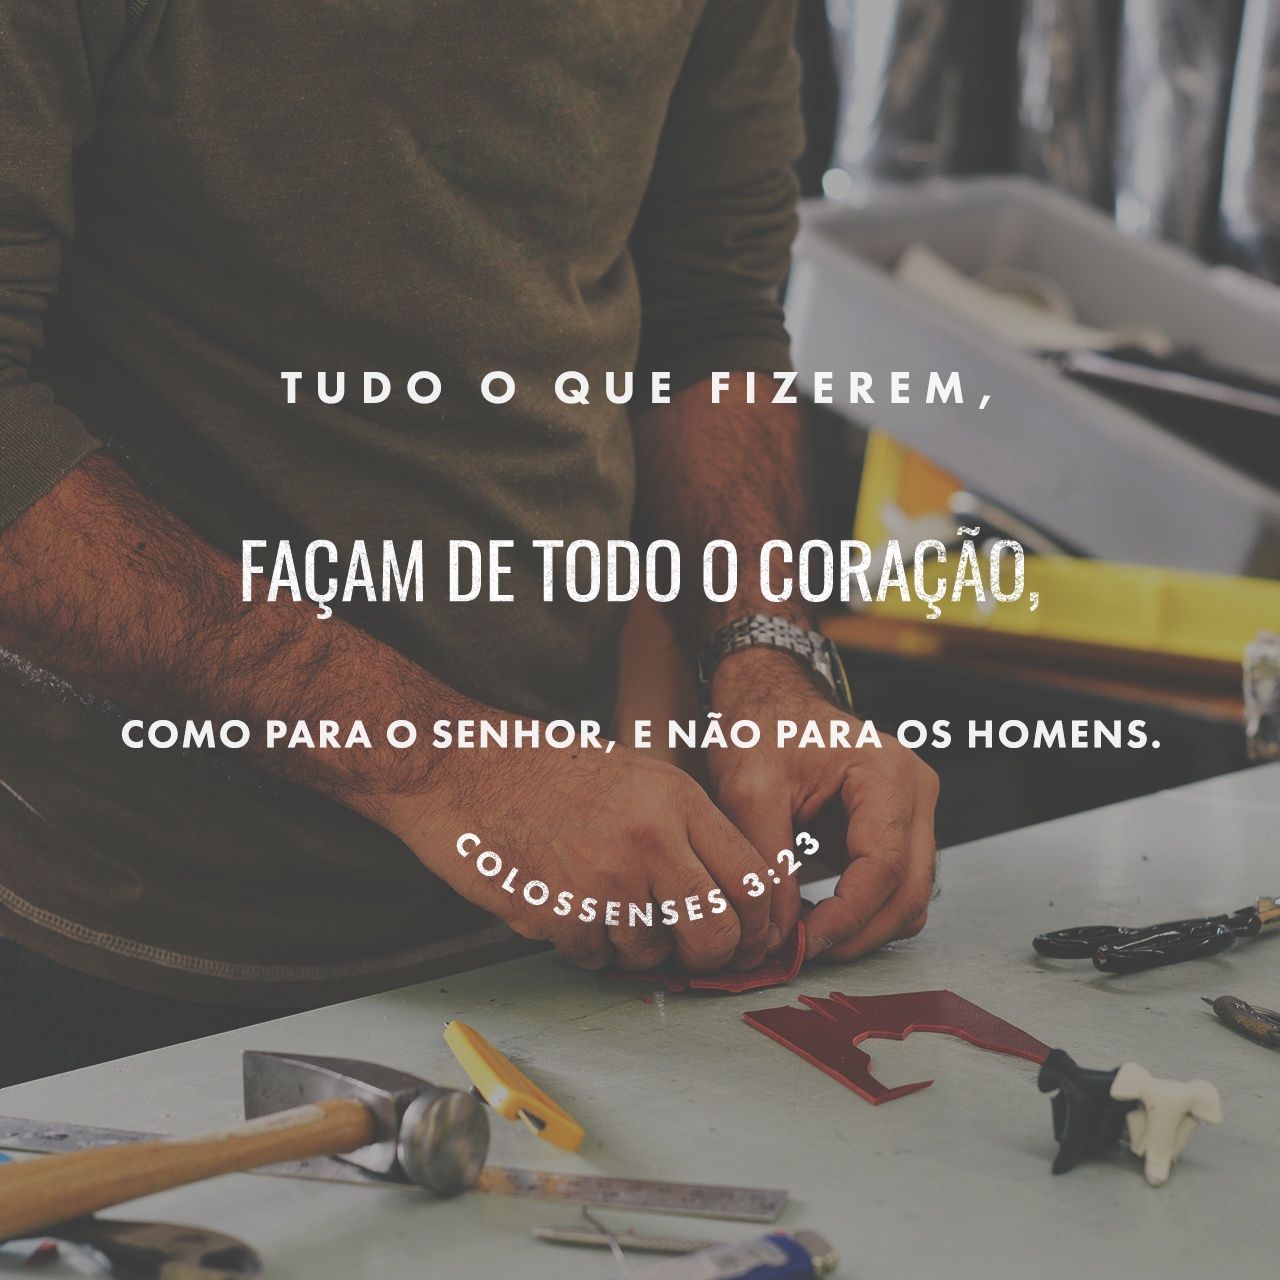 TUDO O QUE FIZEREM,
FAÇAM DE TODO O CORAÇÃO,
COMO PARA O SENHOR, E NÃO PARA OS HOMENS.
COLOSSENSES 3:23